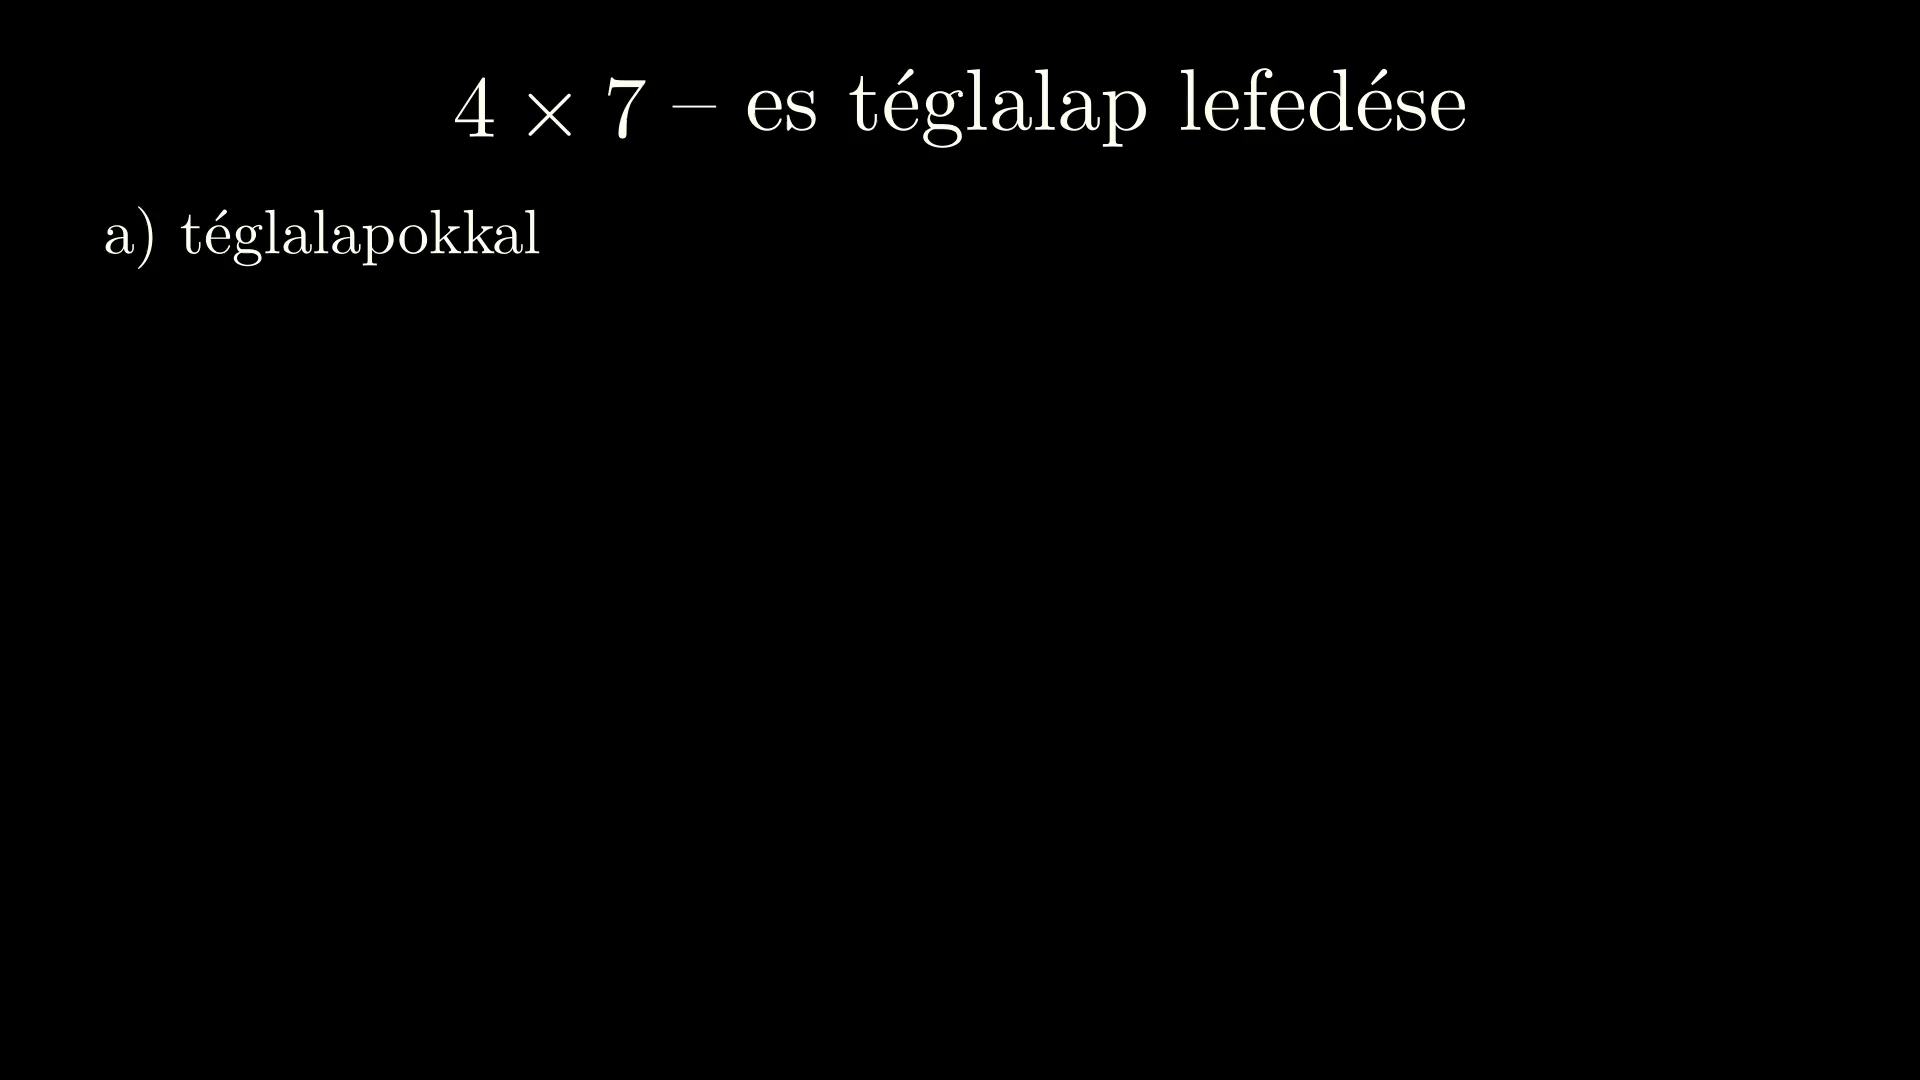 4 × 7 – es téglalap lefedése
a) téglalapokkal